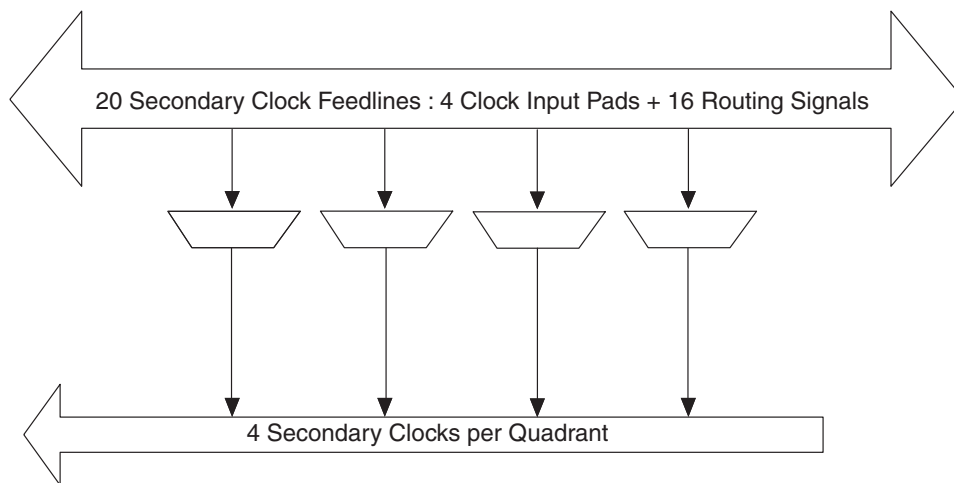 20 Secondary Clock Feedlines : 4 Clock Input Pads + 16 Routing Signals
4 Secondary Clocks per Quadrant